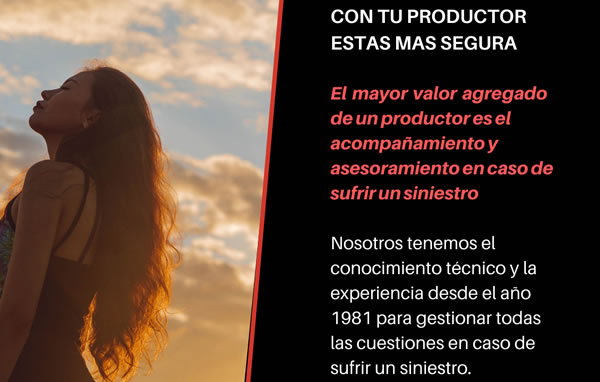 CON TU PRODUCTOR
ESTAS MAS SEGURA
El mayor valor agregado
de un productor es el
acompañamiento y
asesoramiento en caso de
sufrir un siniestro
Nosotros tenemos el
conocimiento técnico y la
experiencia desde el año
1981 para gestionar todas
las cuestiones en caso de
sufrir un siniestro.